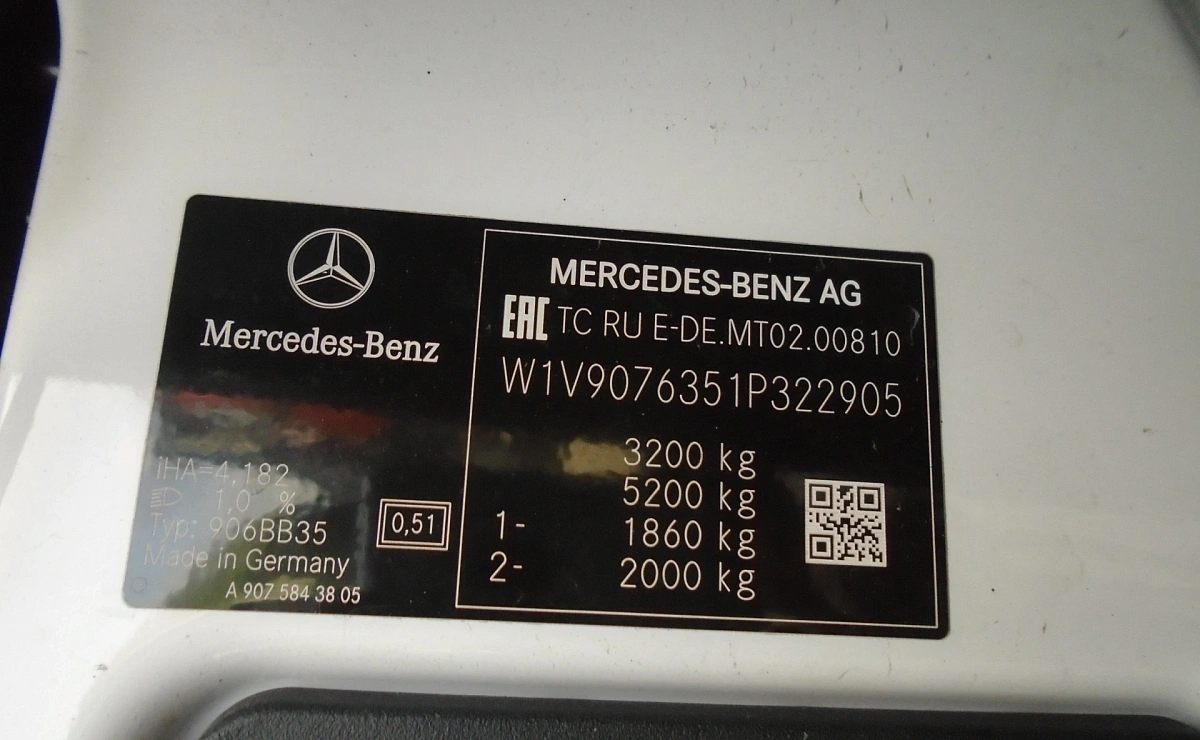 Mercedes-Benz
iHA=4,182
1,0 %
Typ: 906BB35
Made in Germany
A 907 584 38 05
0,51
MERCEDES-BENZ AG
EAC TC RU E-DE.MT02.00810
W1V9076351P322905
3200 kg
5200 kg
1- 1860 kg
2- 2000 kg